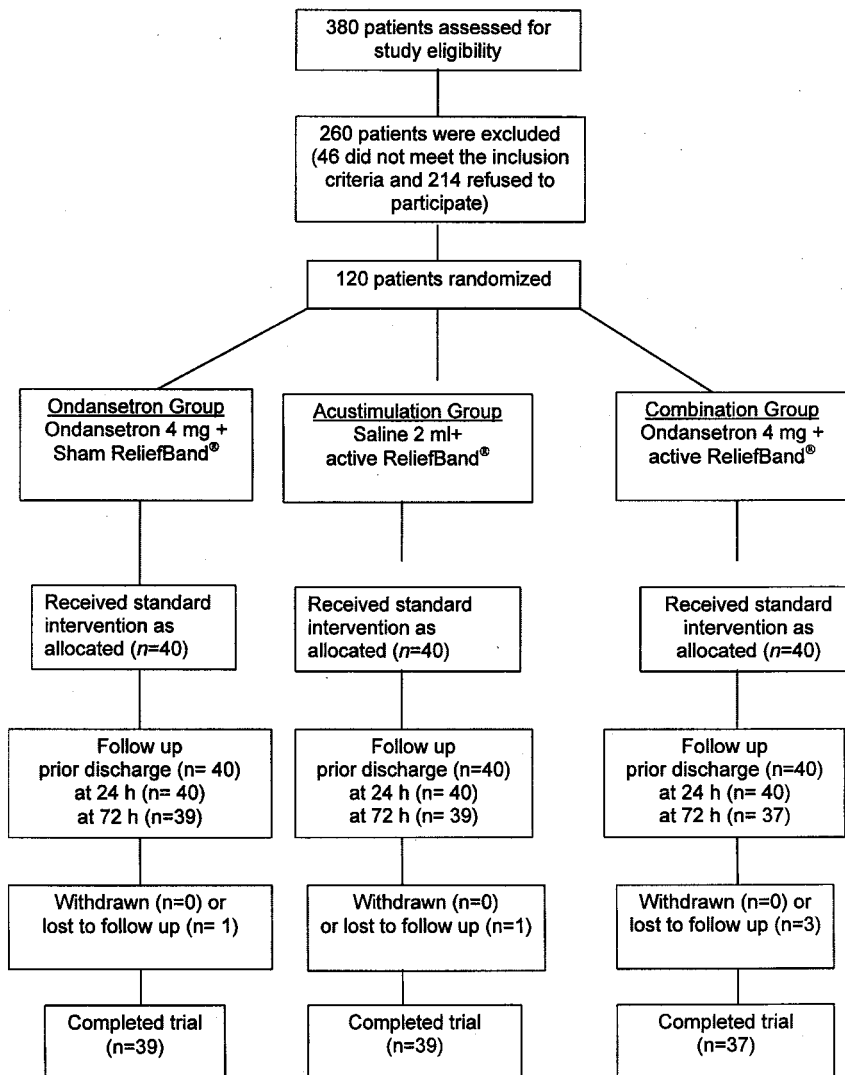 380 patients assessed for
study eligibility
260 patients were excluded
(46 did not meet the inclusion
criteria and 214 refused to
participate)
120 patients randomized
Ondansetron Group
Ondansetron 4 mg +
Sham ReliefBand®
Acustimulation Group
Saline 2 ml+
active ReliefBand®
Combination Group
Ondansetron 4 mg +
active ReliefBand®
Received standard
intervention as
allocated (n=40)
Received standard
intervention as
allocated (n=40)
Received standard
intervention as
allocated (n=40)
Follow up
prior discharge (n= 40)
at 24 h (n= 40)
at 72 h (n=39)
Follow up
prior discharge (n=40)
at 24 h (n= 40)
at 72 h (n= 39)
Follow up
prior discharge (n=40)
at 24 h (n= 40)
at 72 h (n= 37)
Withdrawn (n=0) or
lost to follow up (n= 1)
Withdrawn (n=0)
or lost to follow up (n=1)
Withdrawn (n=0) or
lost to follow up (n=3)
Completed trial
(n=39)
Completed trial
(n=39)
Completed trial
(n=37)